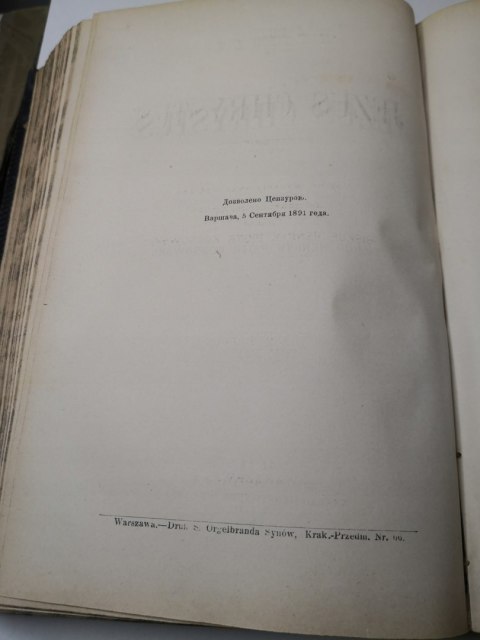 Дозволено Цензурою.
Варшава, 5 Сентября 1891 года.
Warszawa.—Druk S. Orgelbranda Synów, Krak.-Przedm. Nr. 66.